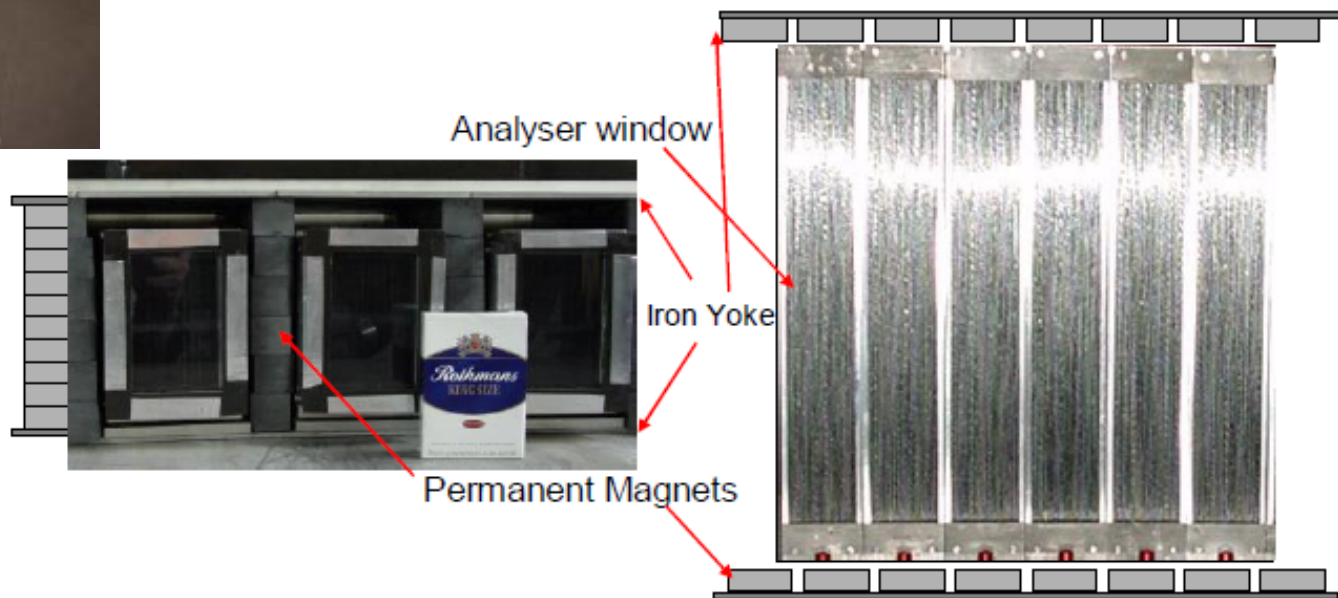 Analyser window
Iron Yoke
Rothmans
KING SIZE
Permanent Magnets